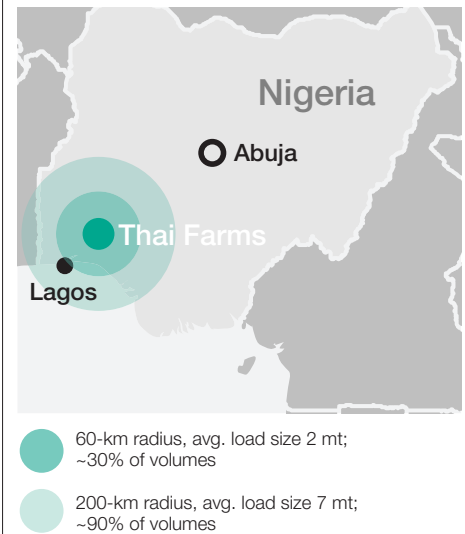 Nigeria
Abuja
Thai Farms
Lagos
60-km radius, avg. load size 2 mt;
~30% of volumes
200-km radius, avg. load size 7 mt;
~90% of volumes